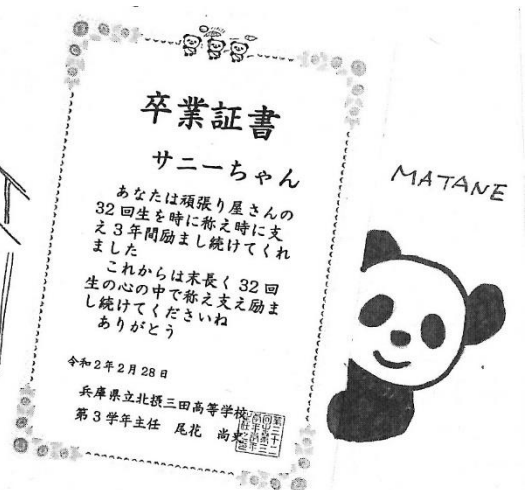 卒業証書
サニーちゃん
あなたは頑張り屋さんの
32回生を時に称え時に支
え3年間励まし続けてくれ
ました
これからは末長く32回
生の心の中で称え支え励ま
し続けてくださいね
ありがとう
令和2年2月28日
兵庫県立北摂三田高等学校
第3学年主任 尾花 尚史
MATANE